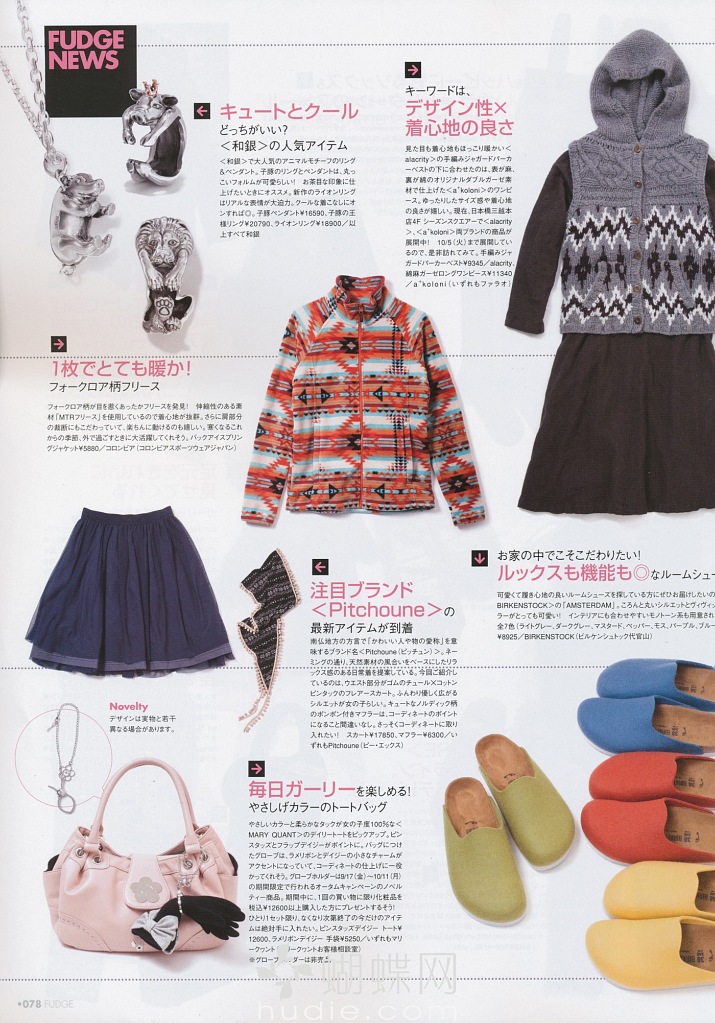 FUDGE
NEWS
キュートとクール
どっちがいい?
＜和銀＞の人気アイテム
＜和銀＞で大人気のアニマルモチーフのリング
&ペンダント。子豚のリングとペンダントは、丸っ
こいフォルムが可愛らしい! お茶目な印象に仕
上げたいときにオススメ。新作のライオンリング
はリアルな表情が大迫力。クールな着こなしにオ
ンすれば◎。子豚ペンダント¥16590、子豚の王
様リング¥20790、ライオンリング¥18900／以
上すべて和銀
キーワードは、
デザイン性×
着心地の良さ
見た目も着心地もほっこり暖かい＜
alacrity＞の手編みジャガードパーカ
ーベストの下に合わせたのは、表が麻、
裏が綿のオリジナルダブルガーゼ素
材で仕上げた＜a+koloni＞のワンピ
ース。ゆったりしたサイズ感や着心地
の良さが嬉しい。現在、日本橋三越本
店4F シーズンスクエアーで＜alacrity
＞、＜a+koloni＞両ブランドの商品が
展開中! 10/5(火)まで展開してい
るので、是非訪れてみて。手編みジャ
ガードパーカーベスト¥9345／alacrity、
綿麻ガーゼロングワンピース¥11340
／a+koloni(いずれもファラオ)
1枚でとても暖か!
フォークロア柄フリース
フォークロア柄が目を惹くあったかフリースを発見! 伸縮性のある素
材「MTRフリース」を使用しているので着心地が抜群。さらに肩部分
の裁断にもこだわっていて、楽ちんに動けるのも嬉しい。寒くなるこれ
からの季節、外で過ごすときに大活躍してくれそう。バックアイスプリン
グジャケット¥5880／コロンビア(コロンビアスポーツウェアジャパン)
お家の中でこそこだわりたい!
ルックスも機能も◎なルームシュー
可愛くて履き心地の良いルームシューズを探している方にぜひお届けしたいの
BIRKENSTOCK＞の「AMSTERDAM」。ころんと丸いシルエットとヴィヴィ
ラーがとっても可愛い! インテリアにも合わせやすいモノトーン系も用意され
全7色(ライトグレー、ダークグレー、マスタード、ペッパー、モス、パープル、ブルー
¥8925／BIRKENSTOCK(ビルケンシュトック代官山)
注目ブランド
＜Pitchoune＞の
最新アイテムが到着
南仏地方の方言で「かわいい人や物の愛称」を意
味するブランド名＜Pitchoune(ピッチュン)＞。ネ
ーミングの通り、天然素材の風合いをベースにしたリラ
ックス感のある日常着を提案している。今回ご紹介し
ているのは、ウエスト部分がゴムのチュール×コットン
ピンタックのフレアースカート。ふんわり優しく広がる
シルエットが女の子らしい。キュートなノルディック柄
のボンボン付きマフラーは、コーディネートのポイント
になること間違いなし。さっそくコーディネートに取り
入れたい! スカート¥17850、マフラー¥6300／い
ずれもPitchoune(ビー・エックス)
Novelty
デザインは実物と若干
異なる場合があります。
毎日ガーリーを楽しめる!
やさしげカラーのトートバッグ
やさしいカラーと柔らかなタックが女の子度100%な＜
MARY QUANT＞のデイリートートをピックアップ。ピン
スタッズとフラップデイジーがポイントに。バッグにつけ
たグローブは、ラメリボンとデイジーの小さなチャームが
アクセントになっていて、コーディネートの仕上げに一役
かってくれそう。グローブホルダーは9/17(金)〜10/11(月)
の期間限定で行われるオータムキャンペーンのノベル
ティー商品。期間中に、1回の買い物に限り化粧品を
税込¥12600以上購入した方にプレゼントするそう!
ひとり1セット限り、なくなり次第終了の今だけのアイテ
ムは絶対手に入れたい。ピンスタッズデイジー トート¥
12600、ラメリボンデイジー 手袋¥5250／いずれもマリ
ークヮント(マリークヮントお客様相談室)
※グローブホルダーは非売品
•078 FUDGE
蝴蝶网
hudie.com